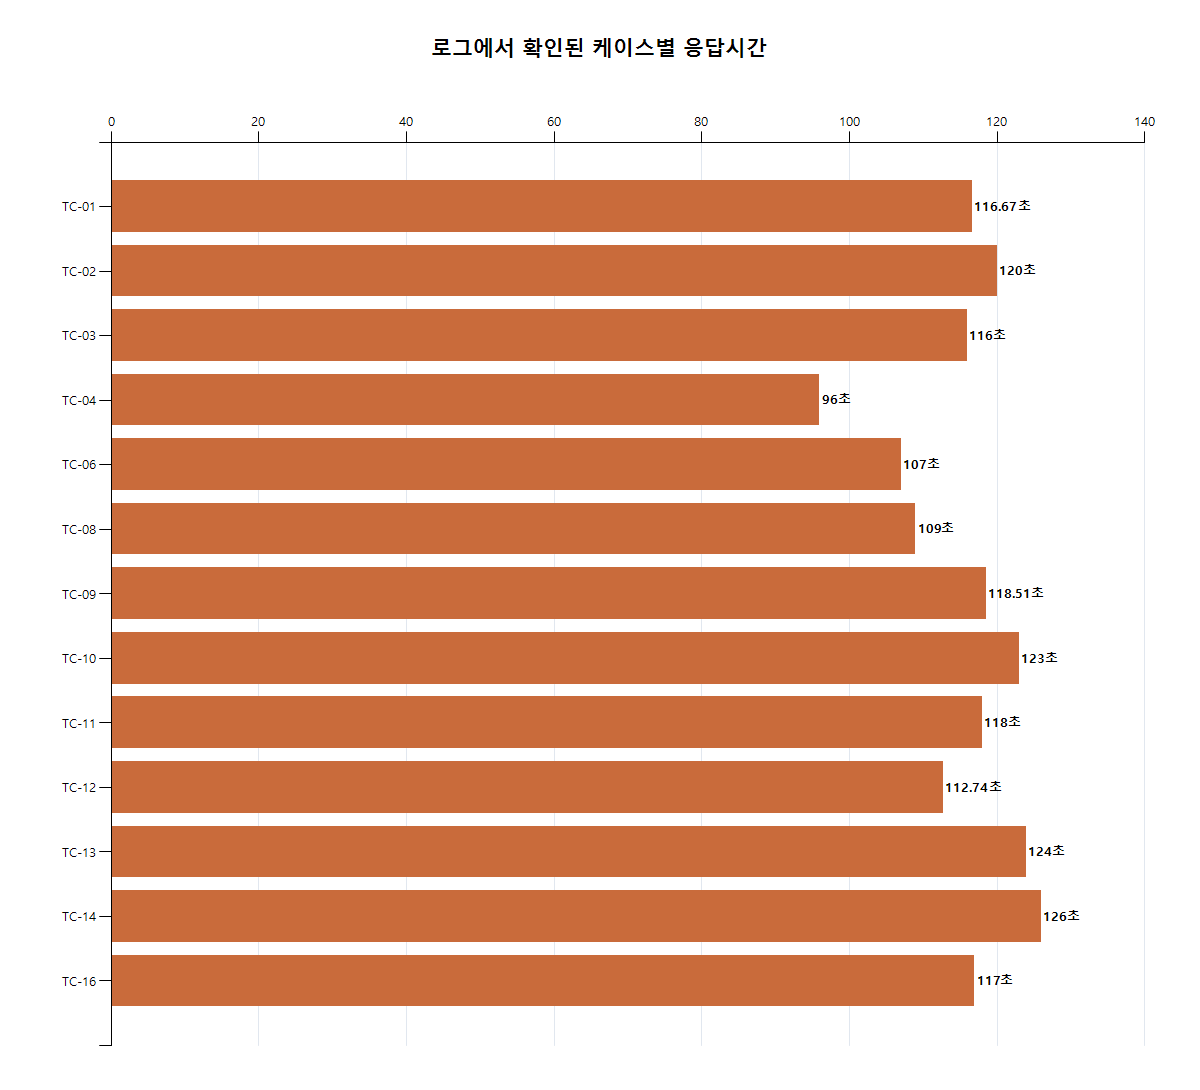 로그에서 확인된 케이스별 응답시간
0 20 40 60 80 100 120 140
TC-01 116.67초
TC-02 120초
TC-03 116초
TC-04 96초
TC-06 107초
TC-08 109초
TC-09 118.51초
TC-10 123초
TC-11 118초
TC-12 112.74초
TC-13 124초
TC-14 126초
TC-16 117초